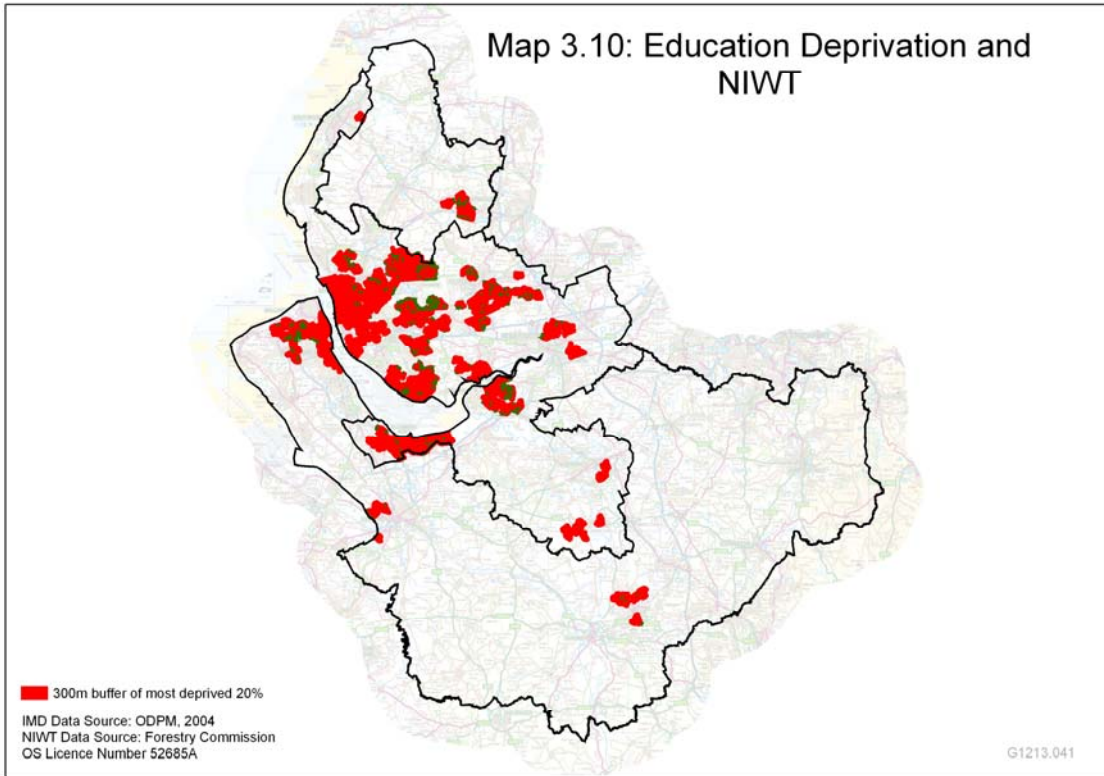 Map 3.10: Education Deprivation and
NIWT
300m buffer of most deprived 20%
IMD Data Source: ODPM, 2004
NIWT Data Source: Forestry Commission
OS Licence Number 52685A
G1213.041